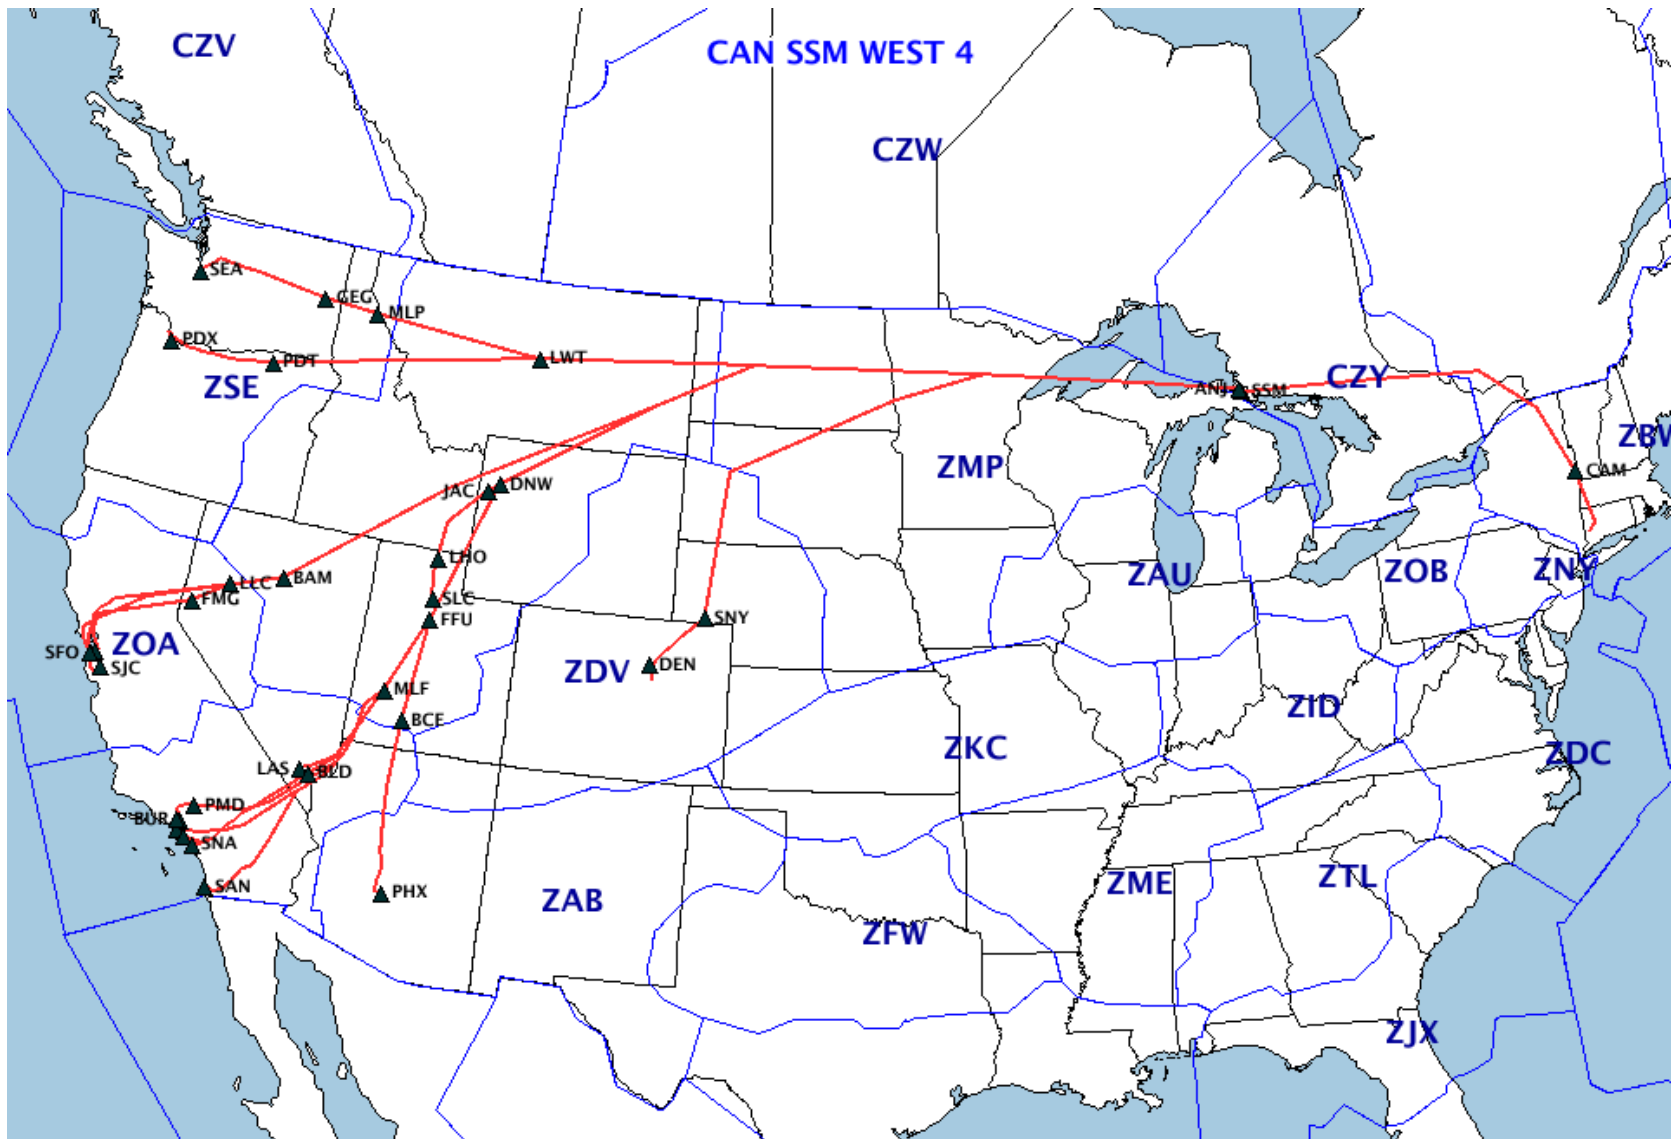 CZV
CAN SSM WEST 4
CZW
SEA
GEG
MLP
PDX
PDT
LWT
ZSE
ANJ
SSM
CZY
ZBW
ZMP
CAM
JAC
DNW
LHO
BAM
LLC
FMG
SLC
FFU
SNY
ZAU
ZOB
ZNY
SFO
ZOA
SJC
ZDV
DEN
MLF
BCE
ZID
ZKC
ZDC
LAS
BLD
PMD
BUR
SNA
SAN
PHX
ZAB
ZFW
ZME
ZTL
ZJX